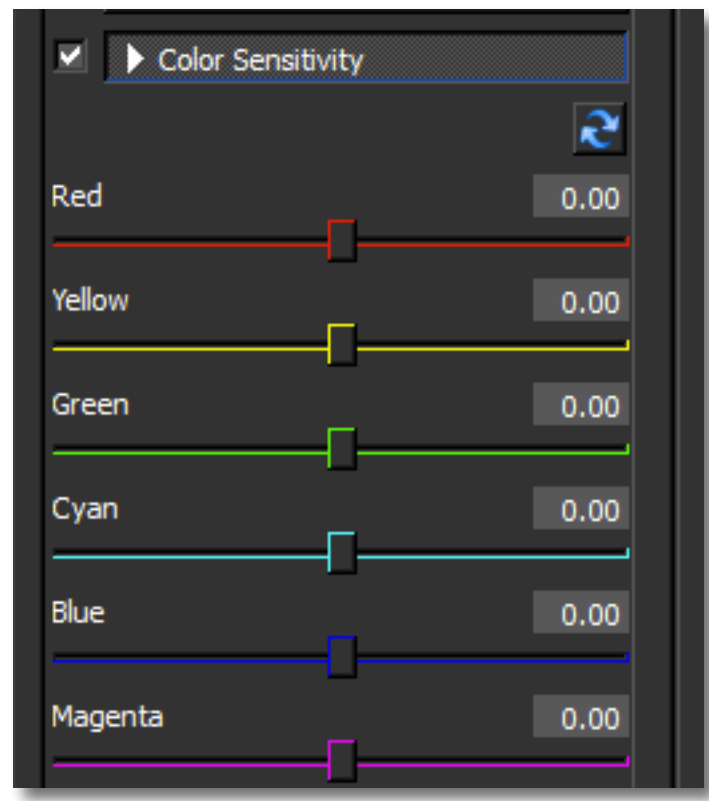 Color Sensitivity
Red 0.00
Yellow 0.00
Green 0.00
Cyan 0.00
Blue 0.00
Magenta 0.00